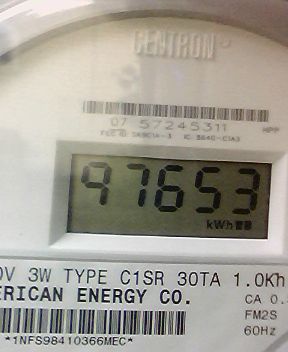 CENTRON
07 57245311 HPP
97653
kWh
0V 3W TYPE C1SR 30TA 1.0Kh
ERICAN ENERGY CO.
CA 0.
FM2S
60Hz
*1NFS98410366MEC*